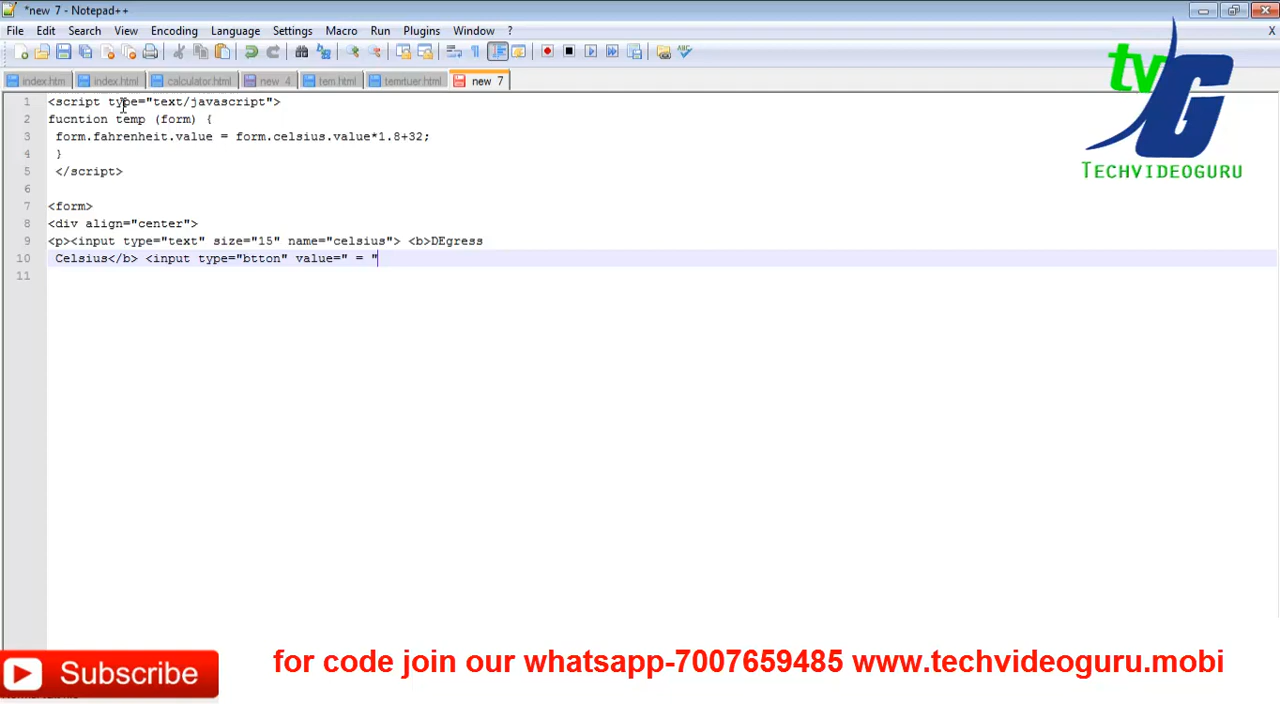 *new 7 - Notepad++
File Edit Search View Encoding Language Settings Macro Run Plugins Window ? X
index.htm index.html calculator.html new 4 tem.html temrtuer.html new 7
tv G
TECHVIDEOGURU
1 <script type="text/javascript">
2 fucntion temp (form) {
3 form.fahrenheit.value = form.celsius.value*1.8+32;
4 }
5 </script>
6
7 <form>
8 <div align="center">
9 <p><input type="text" size="15" name="celsius"> <b>DEgress
10 Celsius</b> <input type="btton" value=" = "
11
Subscribe
for code join our whatsapp-7007659485 www.techvideoguru.mobi